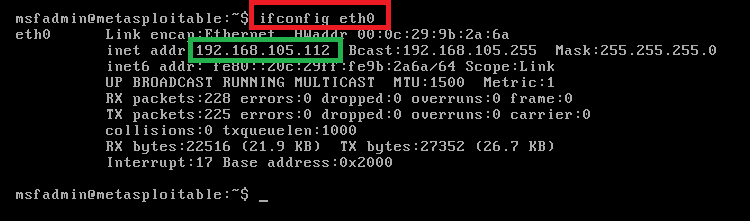 msfadmin@metasploitable:~$ ifconfig eth0
eth0 Link encap:Ethernet HWaddr 00:0c:29:9b:2a:6a
inet addr:192.168.105.112 Bcast:192.168.105.255 Mask:255.255.255.0
inet6 addr: fe80::20c:29ff:fe9b:2a6a/64 Scope:Link
UP BROADCAST RUNNING MULTICAST MTU:1500 Metric:1
RX packets:228 errors:0 dropped:0 overruns:0 frame:0
TX packets:225 errors:0 dropped:0 overruns:0 carrier:0
collisions:0 txqueuelen:1000
RX bytes:22516 (21.9 KB) TX bytes:27352 (26.7 KB)
Interrupt:17 Base address:0x2000
msfadmin@metasploitable:~$ _